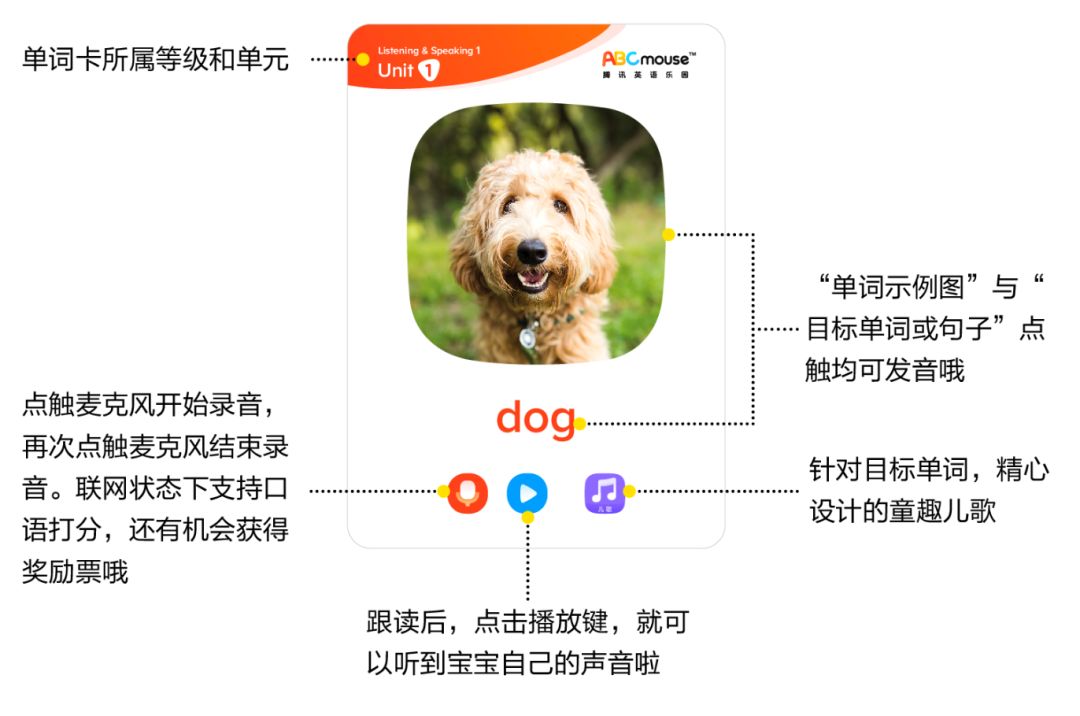 单词卡所属等级和单元
Listening & Speaking 1
Unit 1
ABCmouse™
腾讯英语乐园
“单词示例图”与“
目标单词或句子”点
触均可发音哦
dog
点触麦克风开始录音，
再次点触麦克风结束录
音。联网状态下支持口
语打分，还有机会获得
奖励票哦
儿歌
针对目标单词，精心
设计的童趣儿歌
跟读后，点击播放键，就可
以听到宝宝自己的声音啦